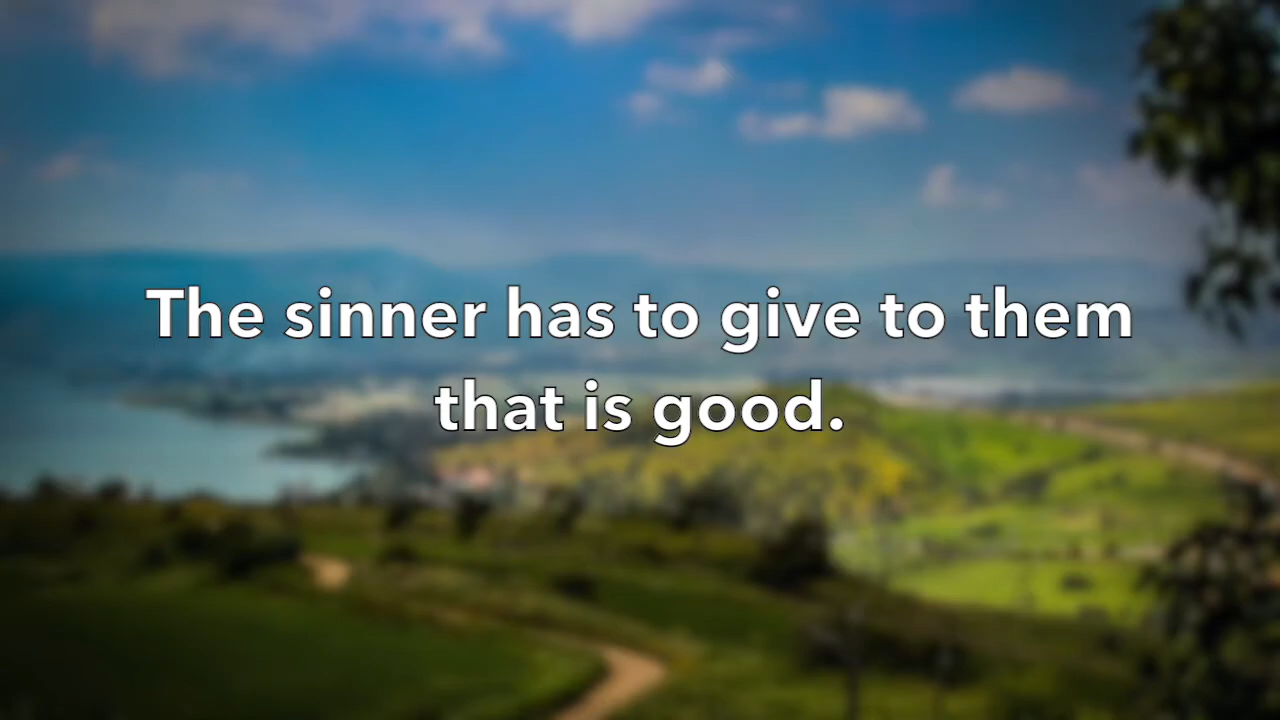 The sinner has to give to them
that is good.